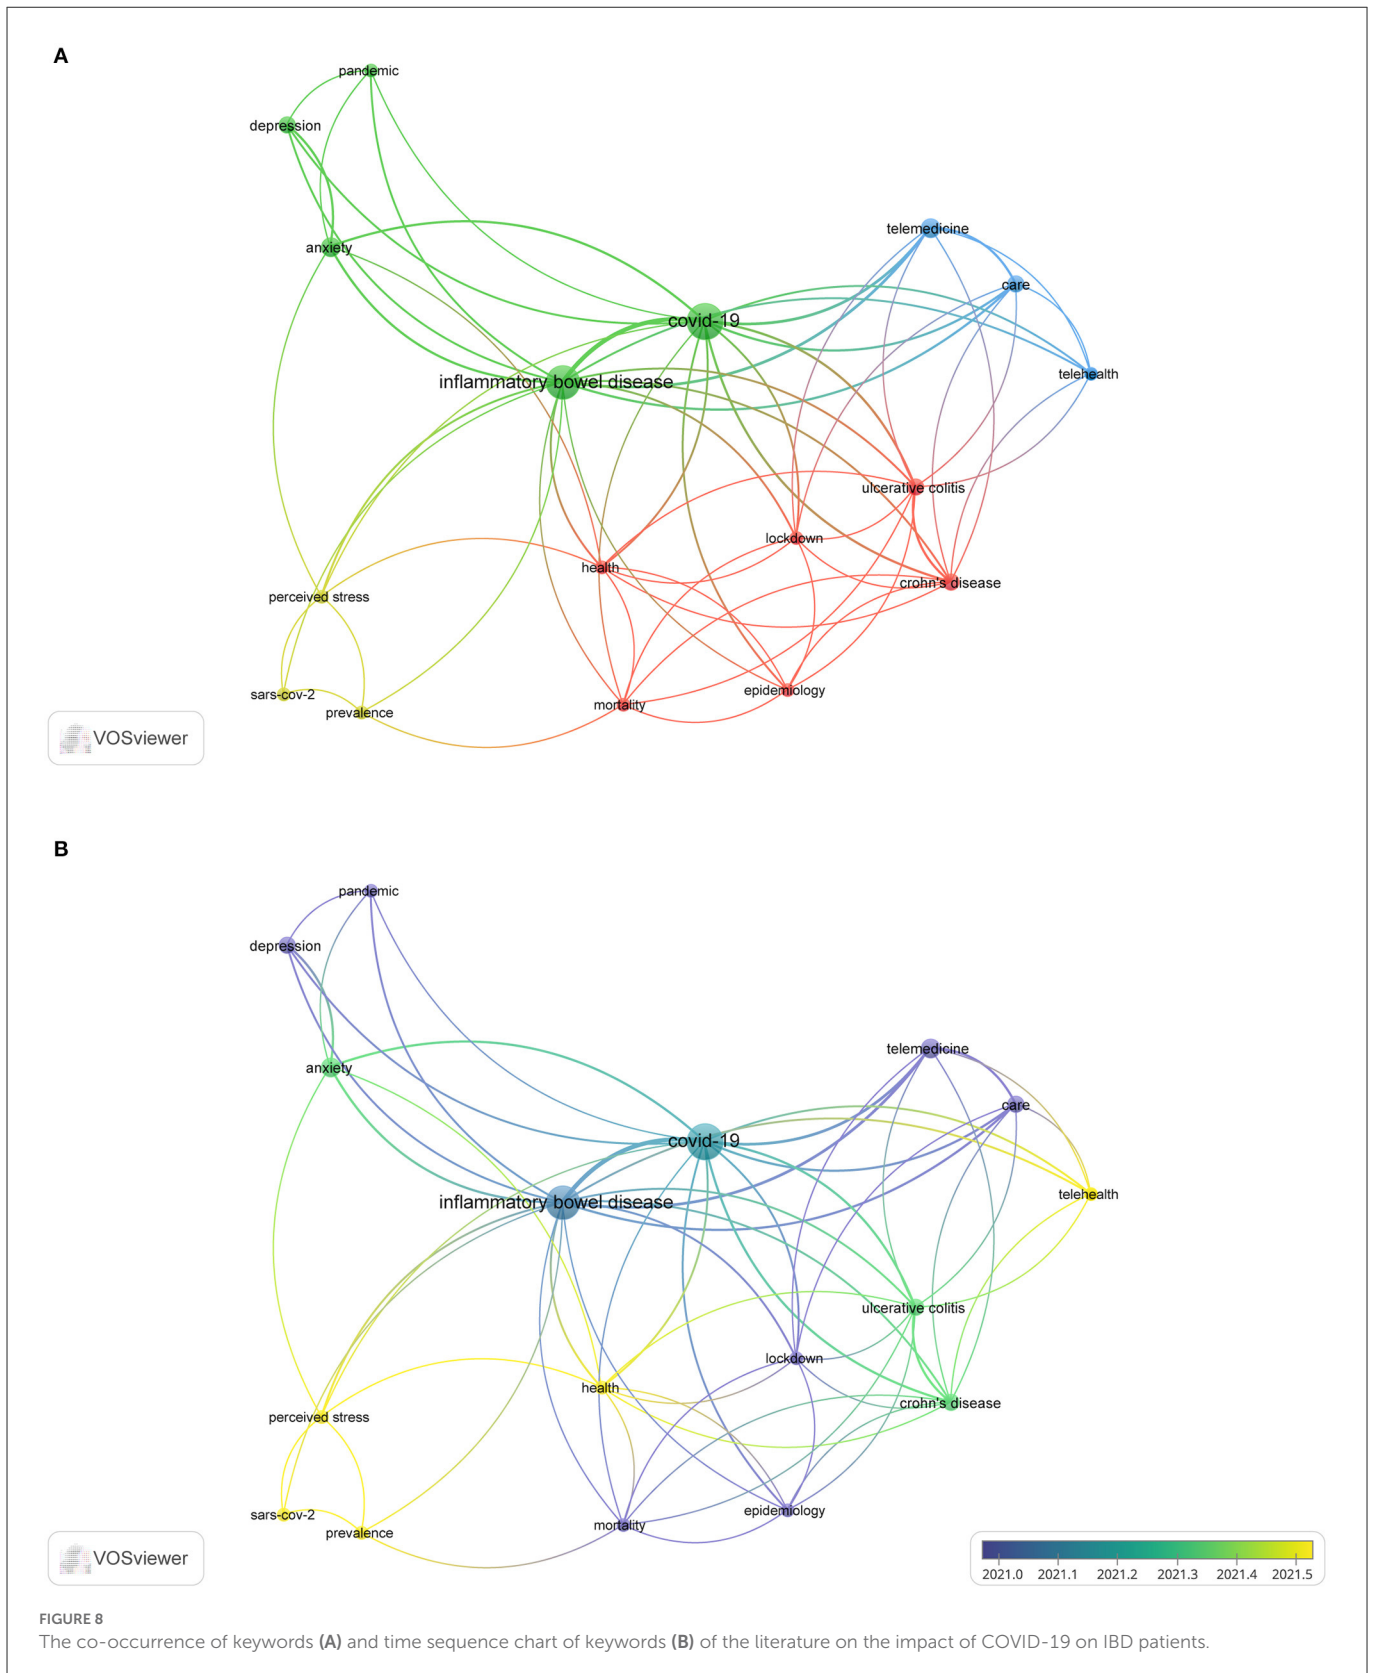 A
pandemic
depression
anxiety
telemedicine
care
covid-19
telehealth
inflammatory bowel disease
ulcerative colitis
lockdown
health
crohn's disease
perceived stress
sars-cov-2
prevalence
mortality
epidemiology
VOSviewer
B
pandemic
depression
anxiety
telemedicine
care
covid-19
telehealth
inflammatory bowel disease
ulcerative colitis
lockdown
health
crohn's disease
perceived stress
sars-cov-2
prevalence
mortality
epidemiology
VOSviewer
2021.0 2021.1 2021.2 2021.3 2021.4 2021.5
FIGURE 8
The co-occurrence of keywords (A) and time sequence chart of keywords (B) of the literature on the impact of COVID-19 on IBD patients.